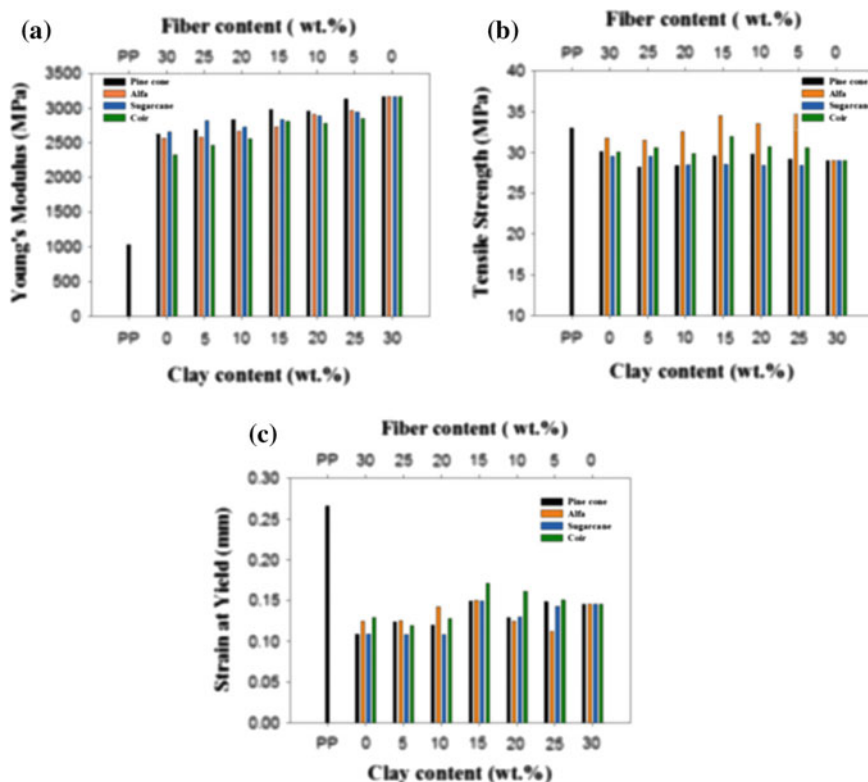 (a)
Fiber content ( wt.%)
PP 30 25 20 15 10 5 0
Young's Modulus (MPa)
3500
3000
2500
2000
1500
1000
500
0
Pine cone
Alfa
Sugarcane
Coir
PP 0 5 10 15 20 25 30
Clay content (wt.%)
(b)
Fiber content ( wt.%)
PP 30 25 20 15 10 5 0
Tensile Strength (MPa)
40
35
30
25
20
15
10
Pine cone
Alfa
Sugarcane
Coir
PP 0 5 10 15 20 25 30
Clay content (wt.%)
(c)
Fiber content ( wt.%)
PP 30 25 20 15 10 5 0
Strain at Yield (mm)
0.30
0.25
0.20
0.15
0.10
0.05
0.00
Pine cone
Alfa
Sugarcane
Coir
PP 0 5 10 15 20 25 30
Clay content (wt.%)